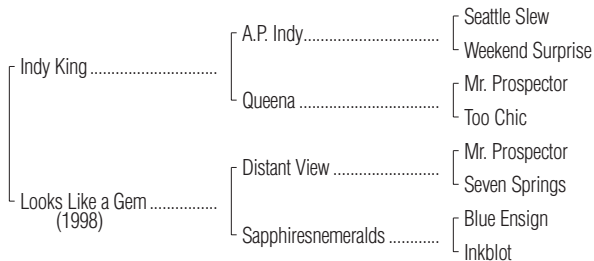 Seattle Slew
A.P. Indy..............................
Weekend Surprise
Indy King ............................
Mr. Prospector
Queena ...............................
Too Chic
Mr. Prospector
Distant View .......................
Seven Springs
Looks Like a Gem ...............
(1998)
Blue Ensign
Sapphiresnemeralds ...........
Inkblot